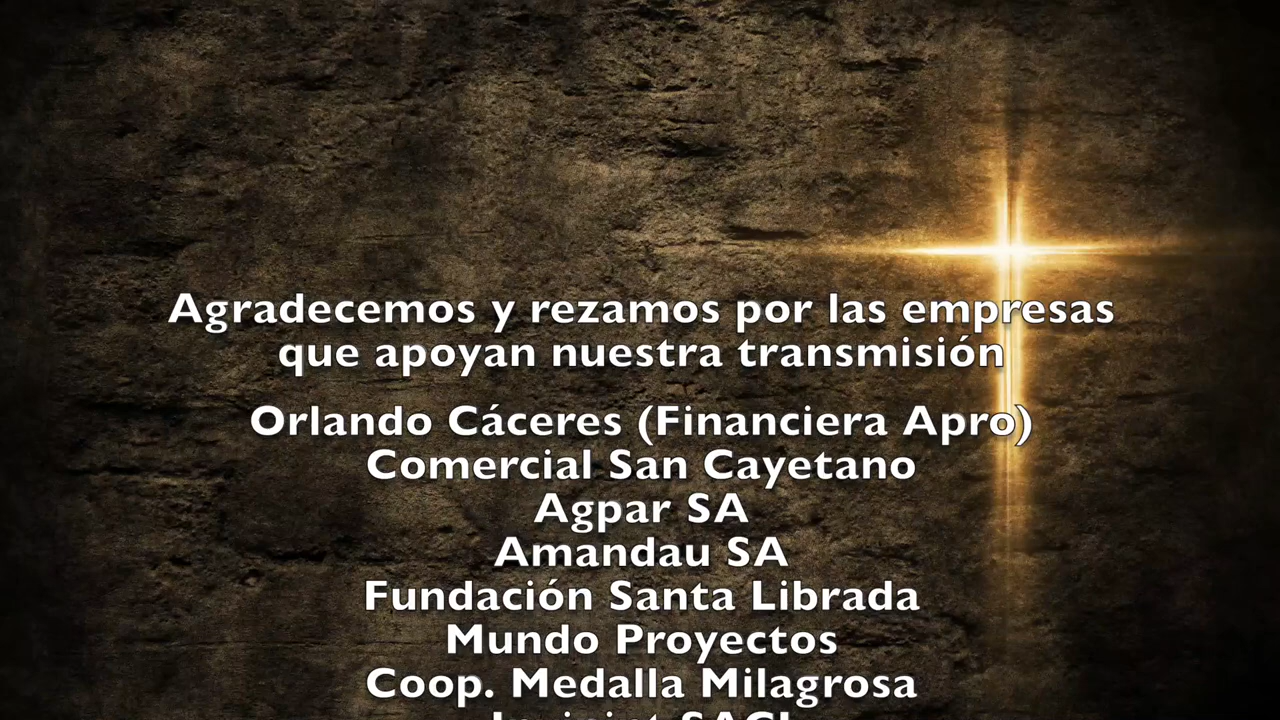 Agradecemos y rezamos por las empresas
que apoyan nuestra transmisión
Orlando Cáceres (Financiera Apro)
Comercial San Cayetano
Agpar SA
Amandau SA
Fundación Santa Librada
Mundo Proyectos
Coop. Medalla Milagrosa
SACI